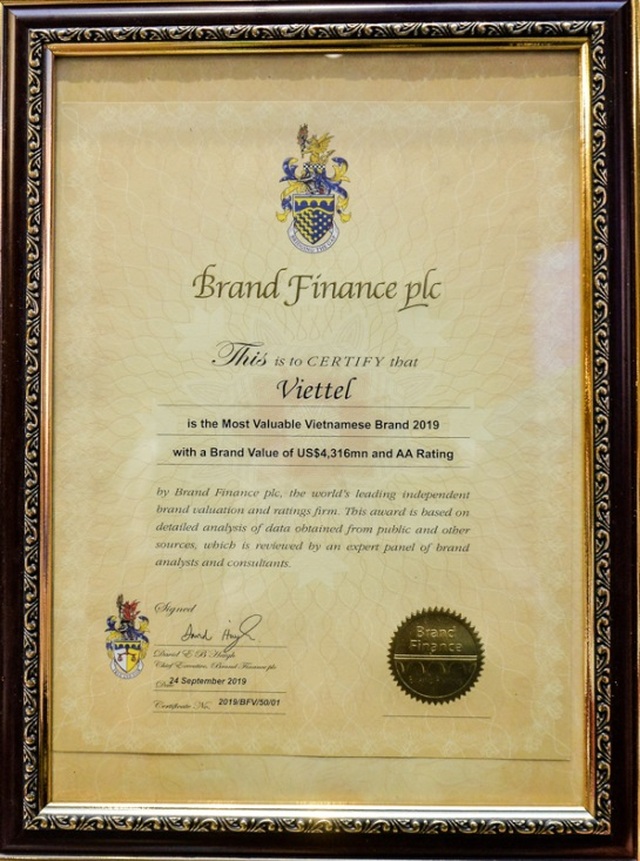 Brand Finance plc
This is to CERTIFY that
Viettel
is the Most Valuable Vietnamese Brand 2019
with a Brand Value of US$4,316mn and AA Rating
by Brand Finance plc, the world's leading independent
brand valuation and ratings firm. This award is based on
detailed analysis of data obtained from public and other
sources, which is reviewed by an expert panel of brand
analysts and consultants.
Signed
David E B Haigh
Chief Executive, Brand Finance plc
Date 24 September 2019
Certificate No. 2019/BFV/50/01
Brand
Finance